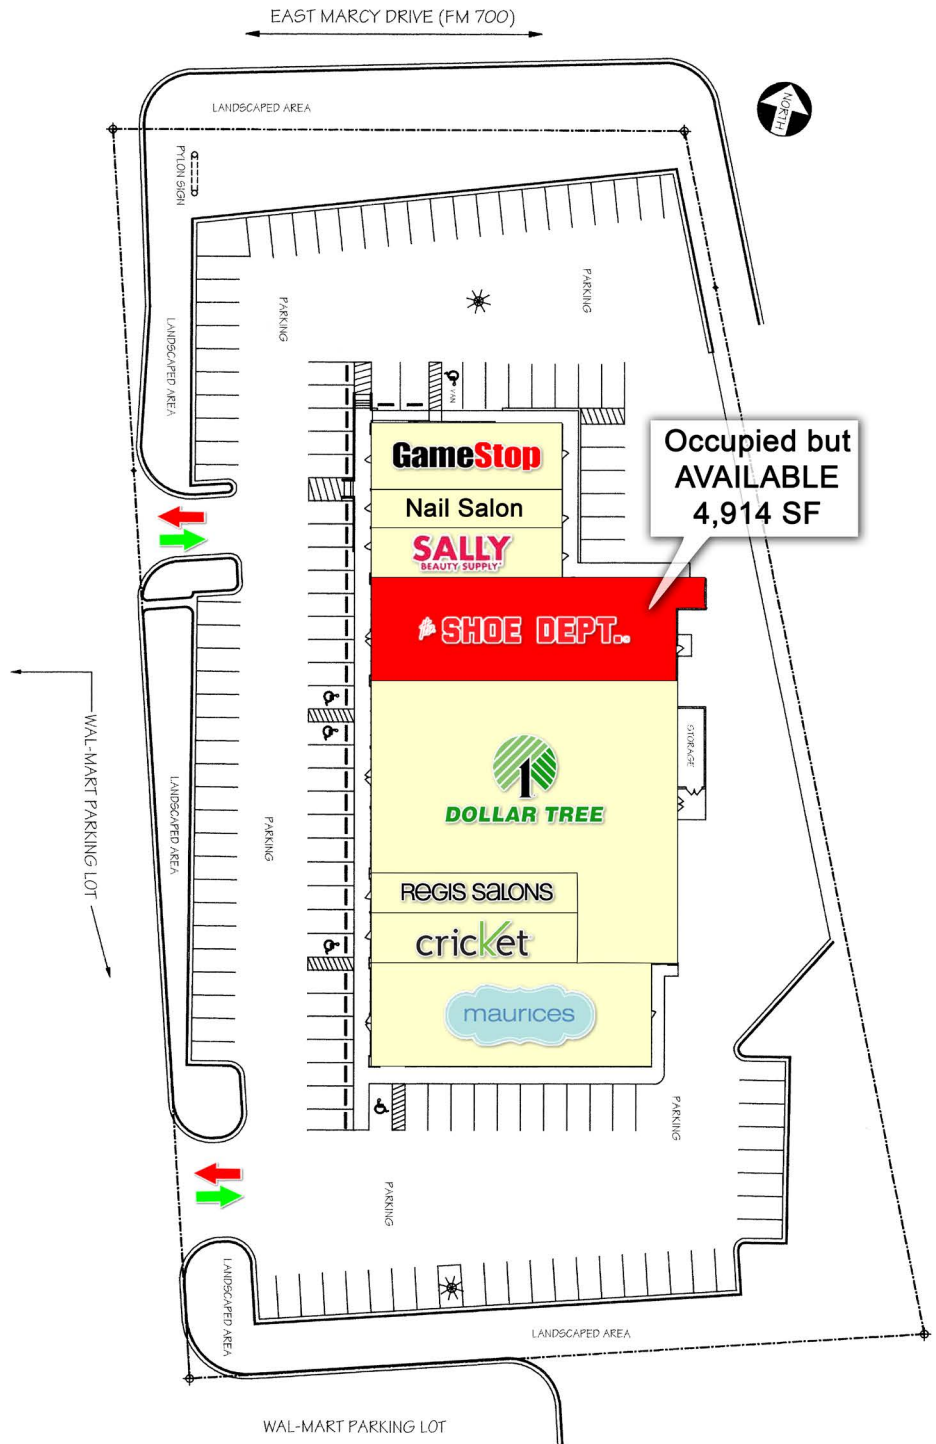 EAST MARCY DRIVE (FM 700)
LANDSCAPED AREA
NORTH
PYLON SIGN
PARKING
PARKING
LANDSCAPED AREA
VAN
GameStop
Occupied but
AVAILABLE
4,914 SF
Nail Salon
SALLY
BEAUTY SUPPLY
the SHOE DEPT.
WAL-MART PARKING LOT
STORAGE
1
DOLLAR TREE
LANDSCAPED AREA
PARKING
REGIS SALONS
cricket
maurices
PARKING
PARKING
LANDSCAPED AREA
LANDSCAPED AREA
WAL-MART PARKING LOT